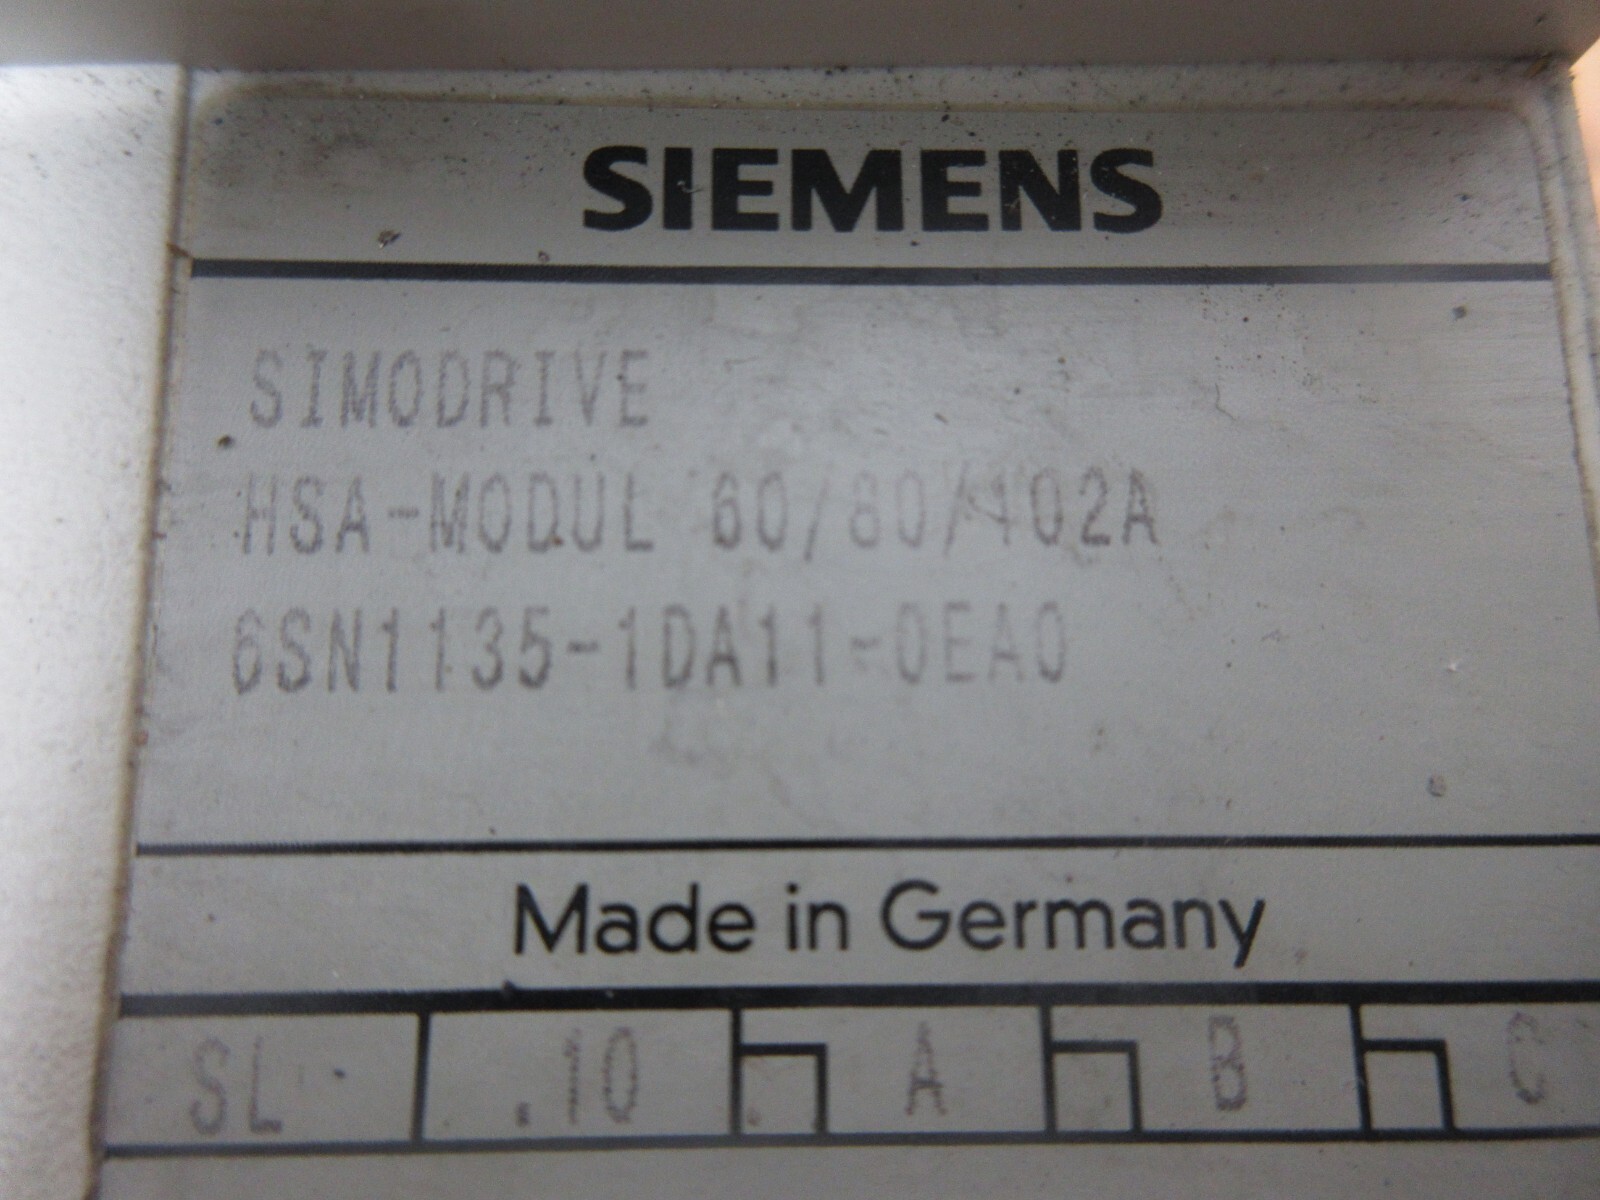 SIEMENS
SIMODRIVE
HSA-MODUL 60/80/102A
6SN1135-1DA11-0EA0
Made in Germany
SL .10 A B C